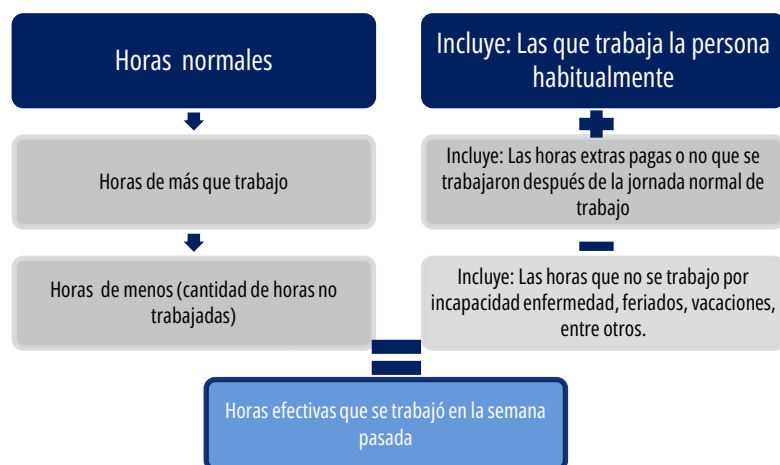 Horas normales
Incluye: Las que trabaja la persona
habitualmente
Horas de más que trabajo
Incluye: Las horas extras pagas o no que se
trabajaron después de la jornada normal de
trabajo
Horas de menos (cantidad de horas no
trabajadas)
Incluye: Las horas que no se trabajo por
incapacidad enfermedad, feriados, vacaciones,
entre otros.
Horas efectivas que se trabajó en la semana
pasada